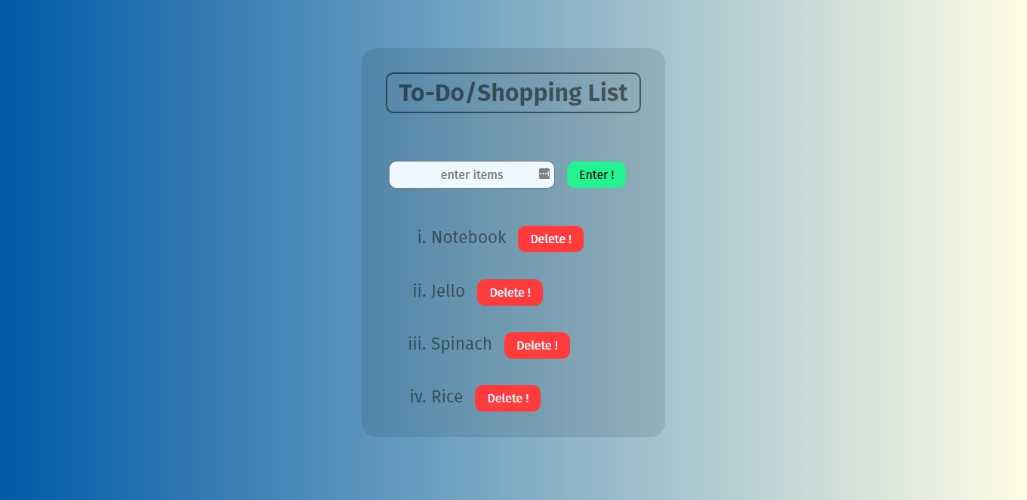 To-Do/Shopping List
enter items Enter !
i. Notebook Delete !
ii. Jello Delete !
iii. Spinach Delete !
iv. Rice Delete !